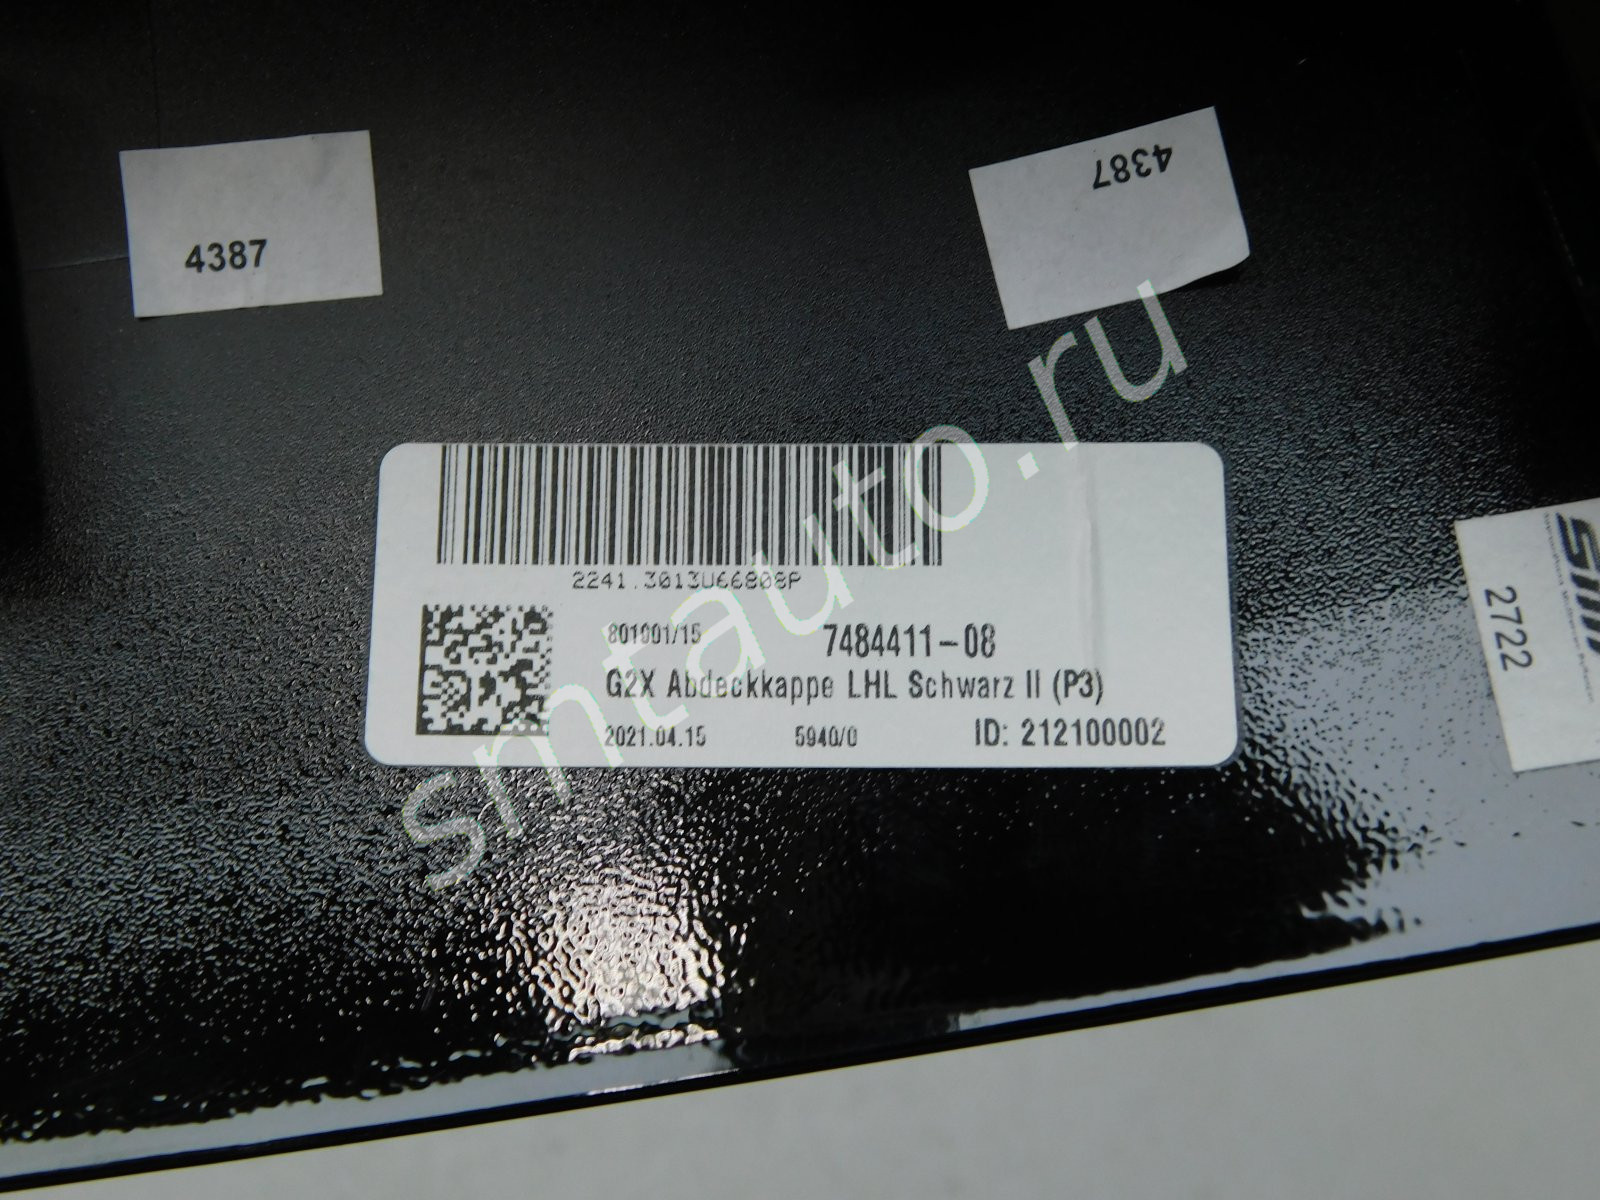 4387
4387
2241.3013U66808P
801001/15
7484411-08
G2X Abdeckkappe LHL Schwarz II (P3)
2021.04.15
5940/0
ID: 212100002
2722
smtauto.ru